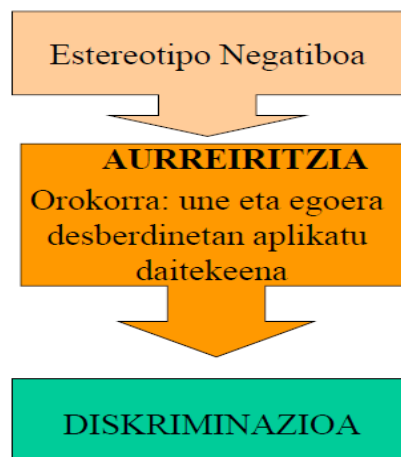 Estereotipo Negatiboa
AURREIRITZIA
Orokorra: une eta egoera
desberdinetan aplikatu
daitekeena
DISKRIMINAZIOA